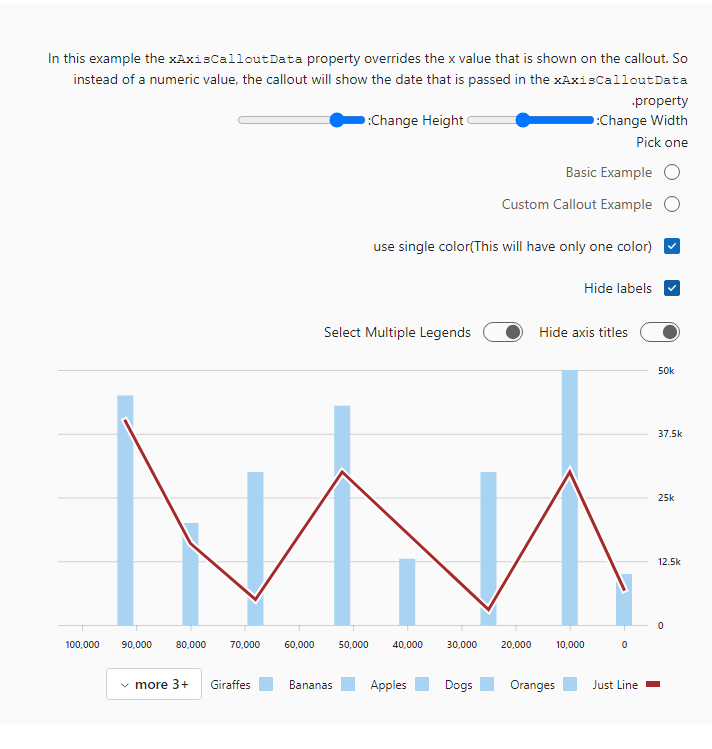 In this example the xAxisCalloutData property overrides the x value that is shown on the callout. So
instead of a numeric value, the callout will show the date that is passed in the xAxisCalloutData
.property
:Change Height :Change Width
Pick one
Basic Example
Custom Callout Example
use single color(This will have only one color)
Hide labels
Select Multiple Legends Hide axis titles
50k
37.5k
25k
12.5k
0
100,000 90,000 80,000 70,000 60,000 50,000 40,000 30,000 20,000 10,000 0
more 3+ Giraffes Bananas Apples Dogs Oranges Just Line